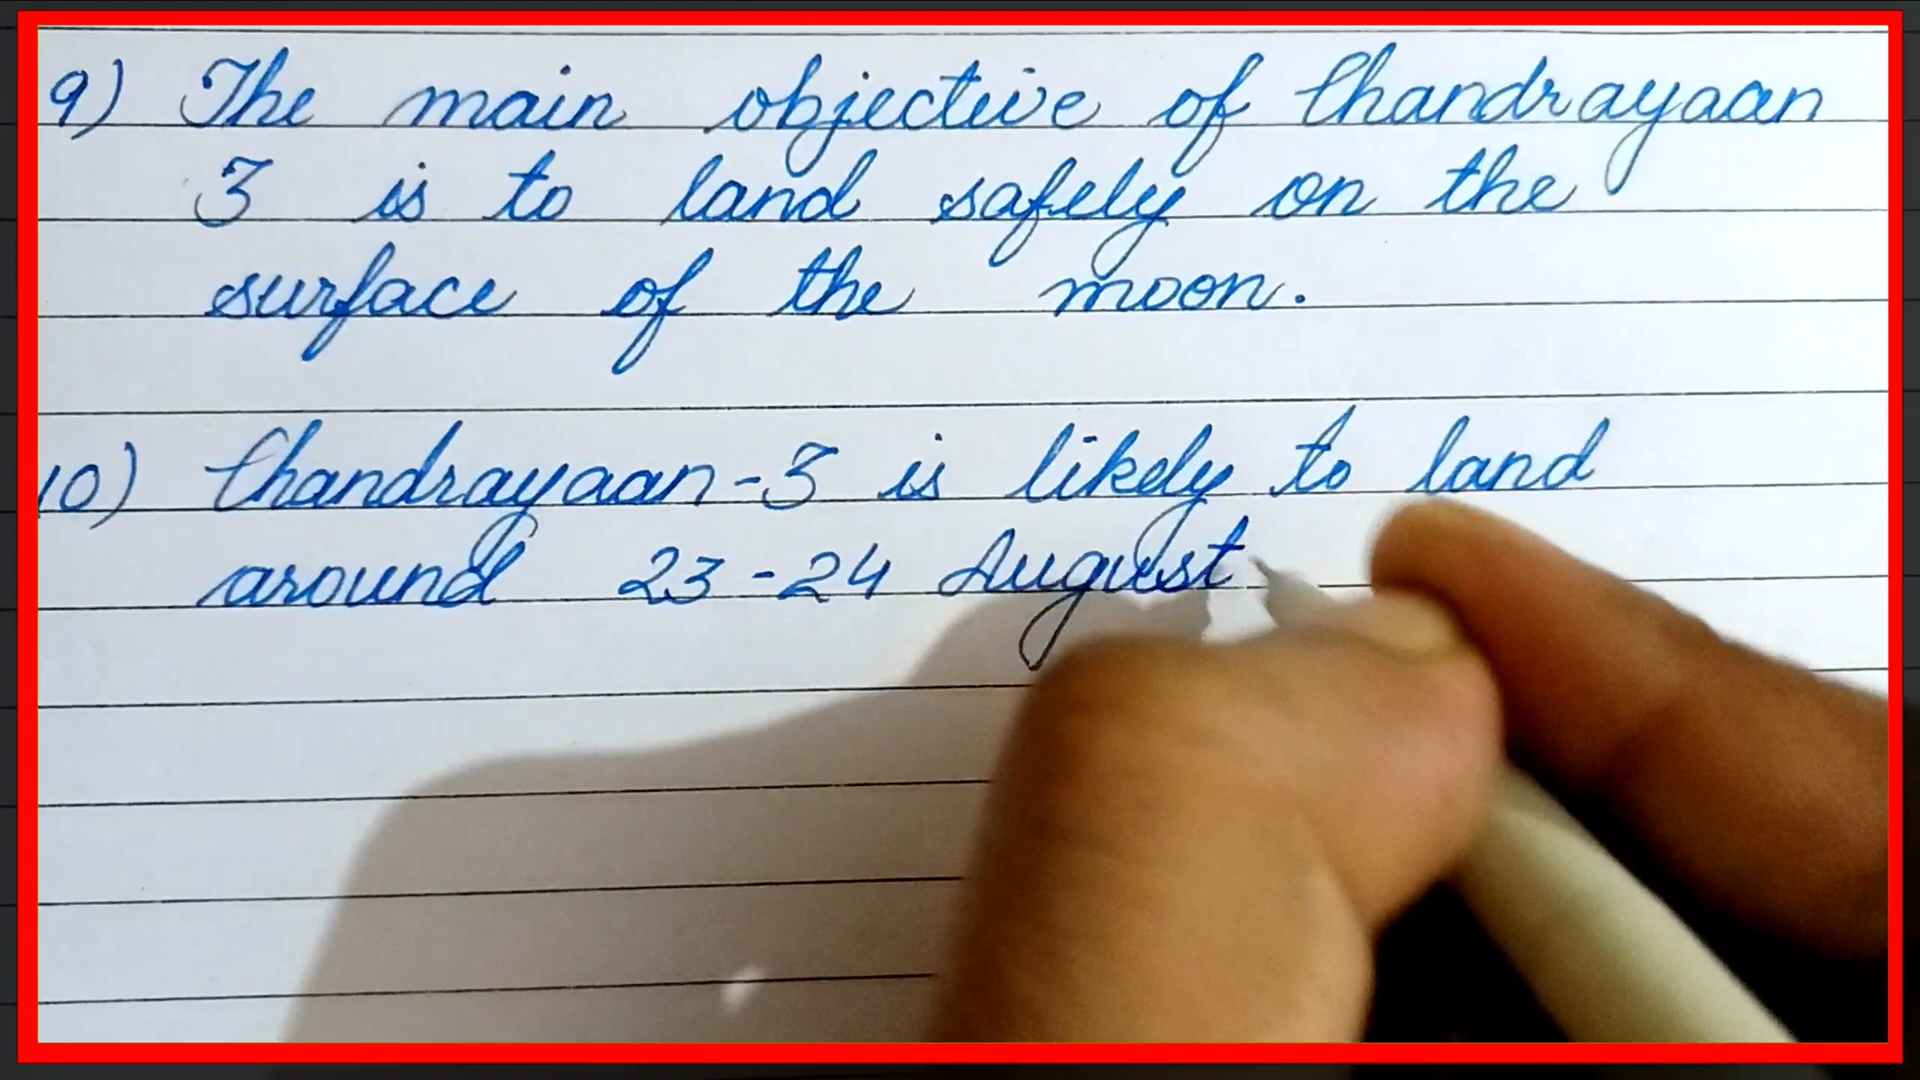 9) The main objective of Chandrayaan
3 is to land safely on the
surface of the moon.
10) Chandrayaan-3 is likely to land
around 23-24 August